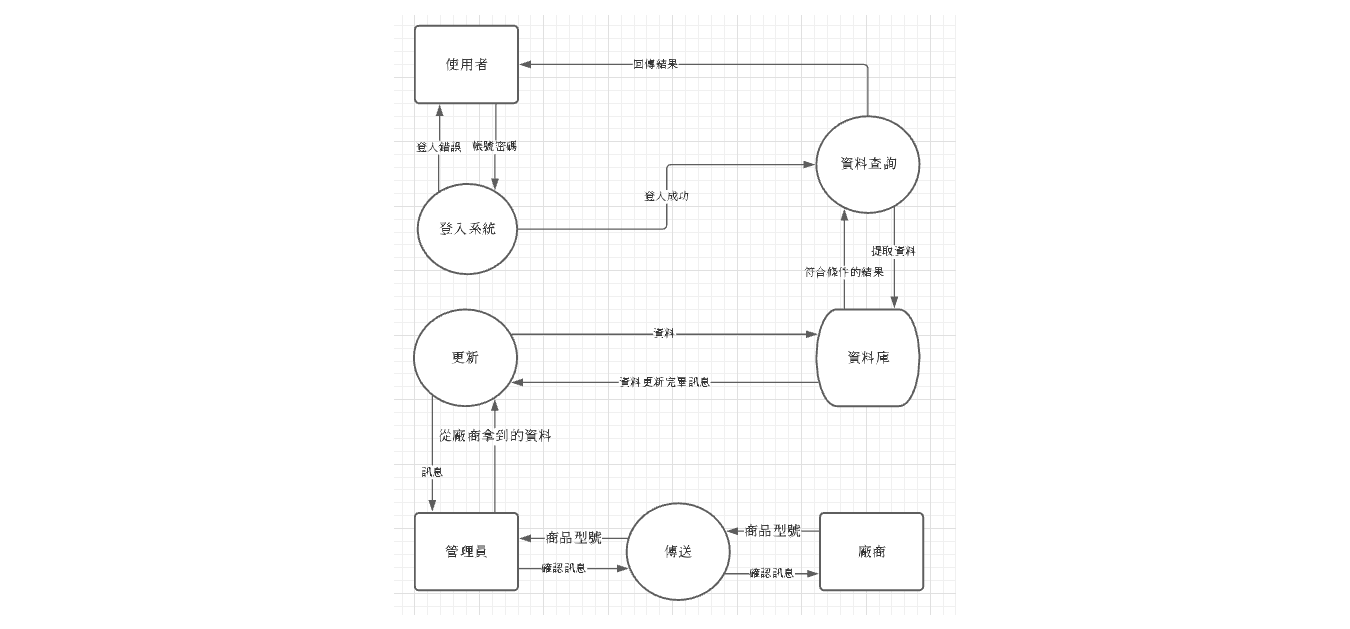 使用者
回傳結果
登入錯誤
帳號密碼
資料查詢
登入成功
登入系統
提取資料
符合條件的結果
更新
資料
資料庫
資料更新完畢訊息
從廠商拿到的資料
訊息
管理員
商品型號
確認訊息
傳送
商品型號
確認訊息
廠商